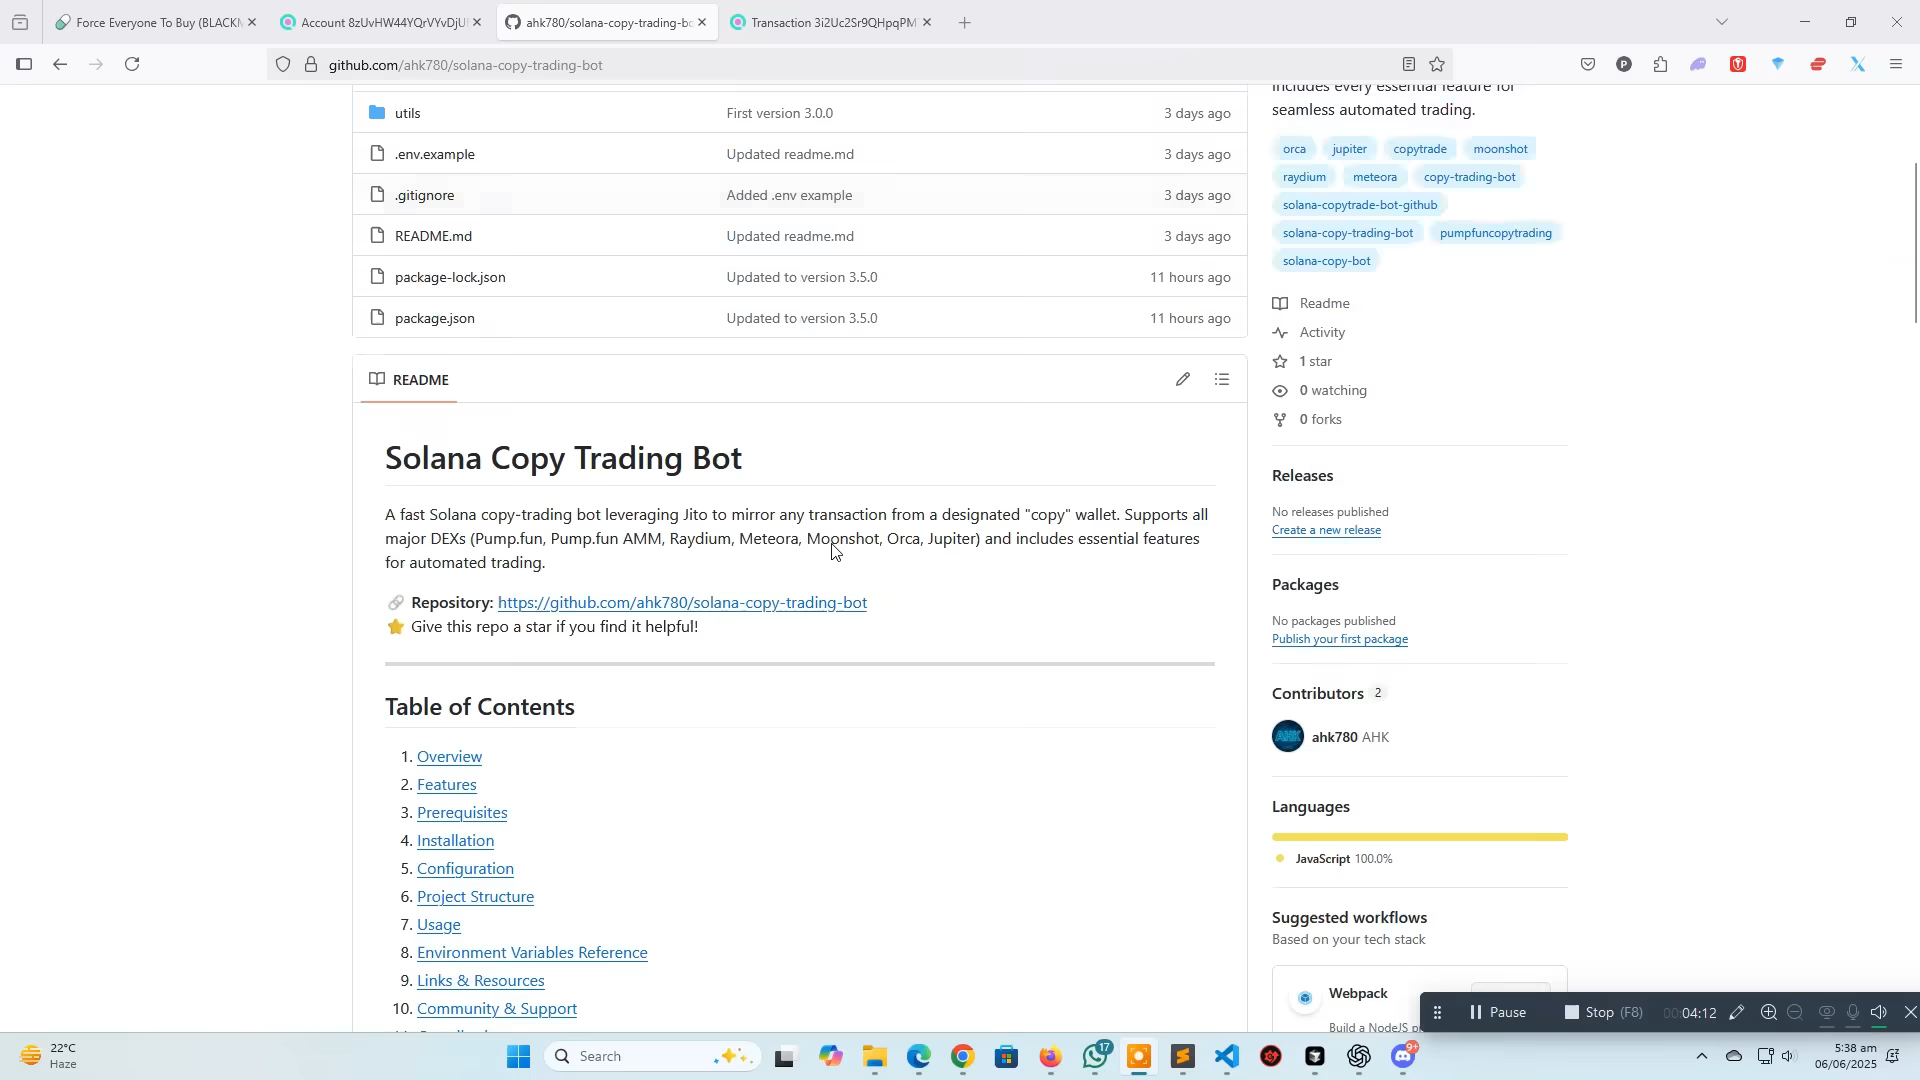 Force Everyone To Buy (BLACKM
Account 8zUvHW44YQrVYvDjU
ahk780/solana-copy-trading-bo
Transaction 3i2Uc2Sr9QHpqPM
github.com/ahk780/solana-copy-trading-bot
includes every essential feature for
seamless automated trading.
utils First version 3.0.0 3 days ago
.env.example Updated readme.md 3 days ago
.gitignore Added .env example 3 days ago
README.md Updated readme.md 3 days ago
package-lock.json Updated to version 3.5.0 11 hours ago
package.json Updated to version 3.5.0 11 hours ago
README
Solana Copy Trading Bot
A fast Solana copy-trading bot leveraging Jito to mirror any transaction from a designated "copy" wallet. Supports all
major DEXs (Pump.fun, Pump.fun AMM, Raydium, Meteora, Moonshot, Orca, Jupiter) and includes essential features
for automated trading.
Repository: https://github.com/ahk780/solana-copy-trading-bot
Give this repo a star if you find it helpful!
Table of Contents
1. Overview
2. Features
3. Prerequisites
4. Installation
5. Configuration
6. Project Structure
7. Usage
8. Environment Variables Reference
9. Links & Resources
10. Community & Support
orca jupiter copytrade moonshot
raydium meteora copy-trading-bot
solana-copytrade-bot-github
solana-copy-trading-bot pumpfuncopytrading
solana-copy-bot
Readme
Activity
1 star
0 watching
0 forks
Releases
No releases published
Create a new release
Packages
No packages published
Publish your first package
Contributors 2
AHK
ahk780 AHK
Languages
JavaScript 100.0%
Suggested workflows
Based on your tech stack
Webpack
Build a NodeJS pr
Pause
Stop (F8)
00:04:12
22°C
Haze
Search
17
9+
5:38 am
06/06/2025